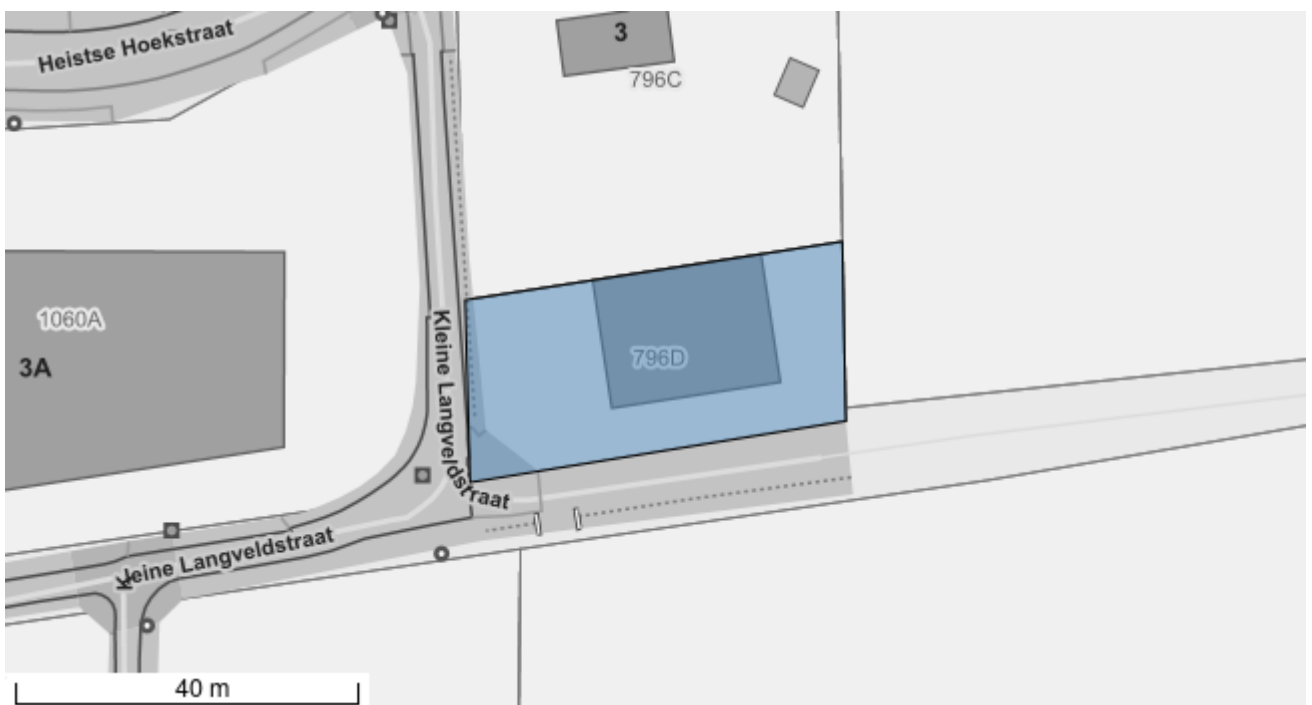 Heistse Hoekstraat
3
796C
1060A
3A
Kleine Langveldstraat
796D
Kleine Langveldstraat
40 m